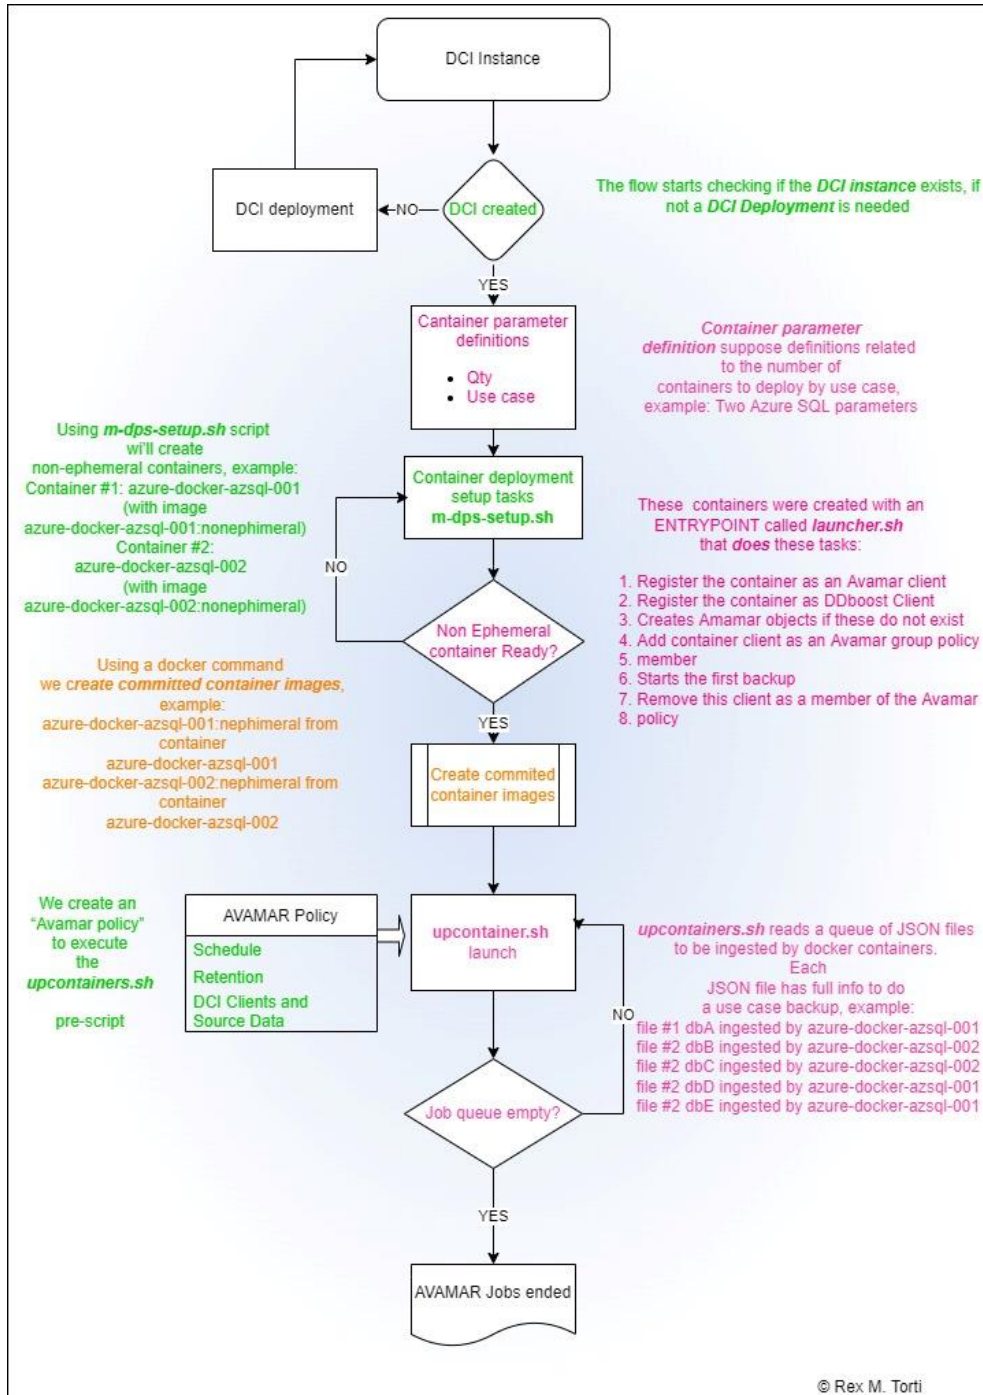 DCI Instance
DCI deployment
NO
DCI created
The flow starts checking if the DCI instance exists, if
not a DCI Deployment is needed
YES
Cantainer parameter
definitions
• Qty
• Use case
Container parameter
definition suppose definitions related
to the number of
containers to deploy by use case,
example: Two Azure SQL parameters
Using m-dps-setup.sh script
wi'll create
non-ephemeral containers, example:
Container #1: azure-docker-azsql-001
(with image
azure-docker-azsql-001:nonephimeral)
Container #2:
azure-docker-azsql-002
(with image
azure-docker-azsql-002:nonephimeral)
Container deployment
setup tasks
m-dps-setup.sh
NO
These containers were created with an
ENTRYPOINT called launcher.sh
that does these tasks:
1. Register the container as an Avamar client
2. Register the container as DDboost Client
3. Creates Amamar objects if these do not exist
4. Add container client as an Avamar group policy
5. member
6. Starts the first backup
7. Remove this client as a member of the Avamar
8. policy
Non Ephemeral
container Ready?
Using a docker command
we create committed container images,
example:
azure-docker-azsql-001:nephimeral from
container
azure-docker-azsql-001
azure-docker-azsql-002:nephimeral from
container
azure-docker-azsql-002
YES
Create commited
container images
We create an
“Avamar policy”
to execute
the
upcontainers.sh
pre-script
AVAMAR Policy
Schedule
Retention
DCI Clients and
Source Data
upcontainer.sh
launch
NO
upcontainers.sh reads a queue of JSON files
to be ingested by docker containers.
Each
JSON file has full info to do
a use case backup, example:
file #1 dbA ingested by azure-docker-azsql-001
file #2 dbB ingested by azure-docker-azsql-002
file #2 dbC ingested by azure-docker-azsql-002
file #2 dbD ingested by azure-docker-azsql-001
file #2 dbE ingested by azure-docker-azsql-001
Job queue empty?
YES
AVAMAR Jobs ended
© Rex M. Torti